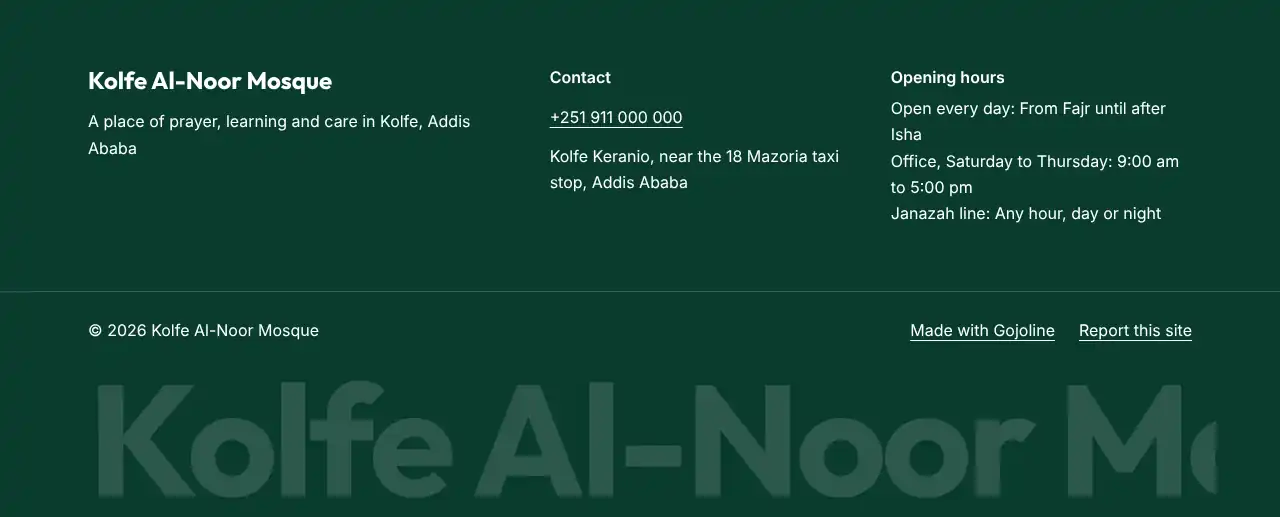 Kolfe Al-Noor Mosque
A place of prayer, learning and care in Kolfe, Addis
Ababa
Contact
+251 911 000 000
Kolfe Keranio, near the 18 Mazoria taxi
stop, Addis Ababa
Opening hours
Open every day: From Fajr until after
Isha
Office, Saturday to Thursday: 9:00 am
to 5:00 pm
Janazah line: Any hour, day or night
© 2026 Kolfe Al-Noor Mosque
Made with Gojoline
Report this site
Kolfe Al-Noor M